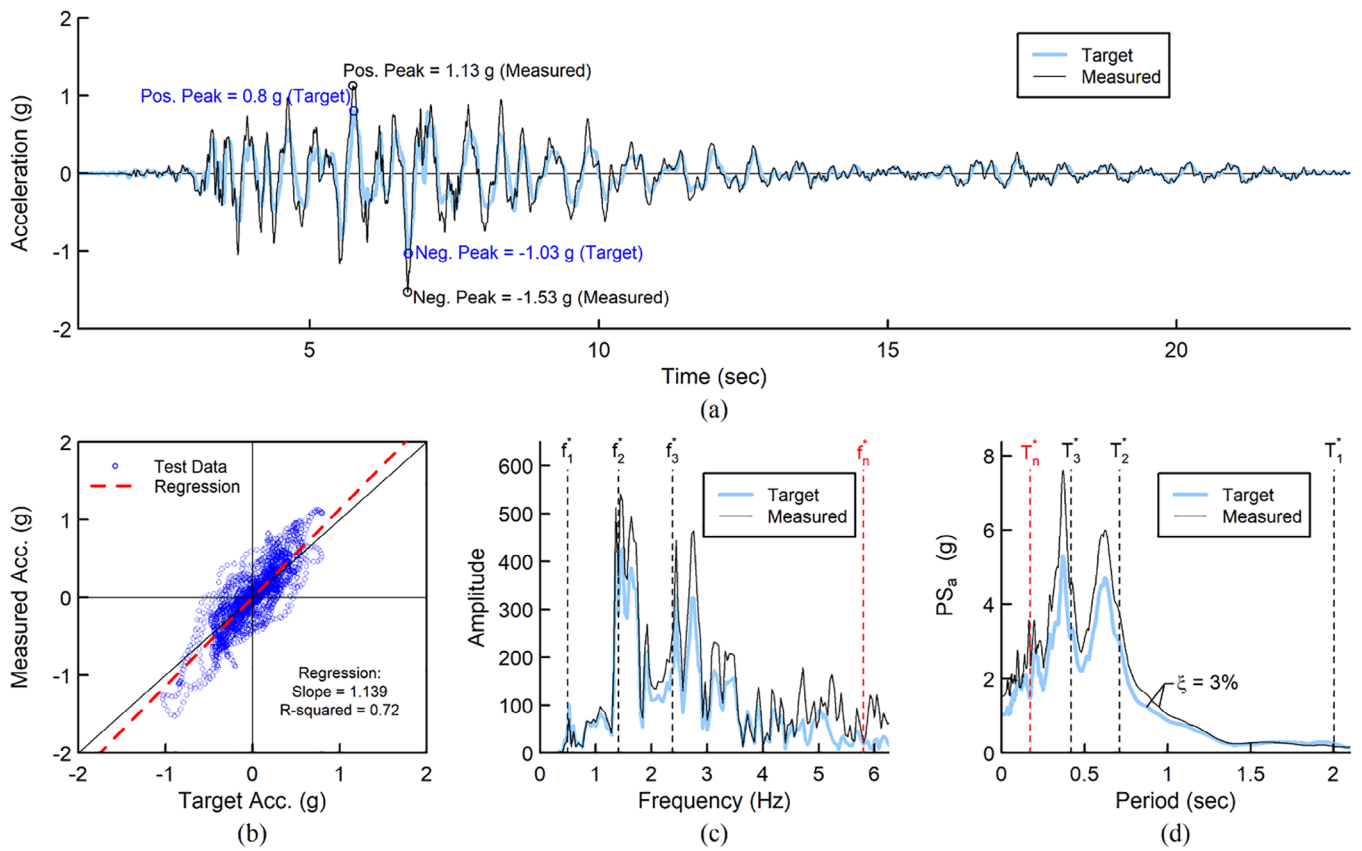 2
1
0
-1
-2
Acceleration (g)
Pos. Peak = 1.13 g (Measured)
Pos. Peak = 0.8 g (Target)
Neg. Peak = -1.03 g (Target)
Neg. Peak = -1.53 g (Measured)
Target
Measured
5 10 15 20
Time (sec)
(a)
2
1
0
-1
-2
Measured Acc. (g)
Test Data
Regression
Regression:
Slope = 1.139
R-squared = 0.72
-2 -1 0 1 2
Target Acc. (g)
(b)
f₁* f₂* f₃* fₙ*
600
500
400
300
200
100
0
Amplitude
Target
Measured
0 1 2 3 4 5 6
Frequency (Hz)
(c)
Tₙ* T₃* T₂* T₁*
8
6
4
2
0
PSₐ (g)
Target
Measured
ξ = 3%
0 0.5 1 1.5 2
Period (sec)
(d)